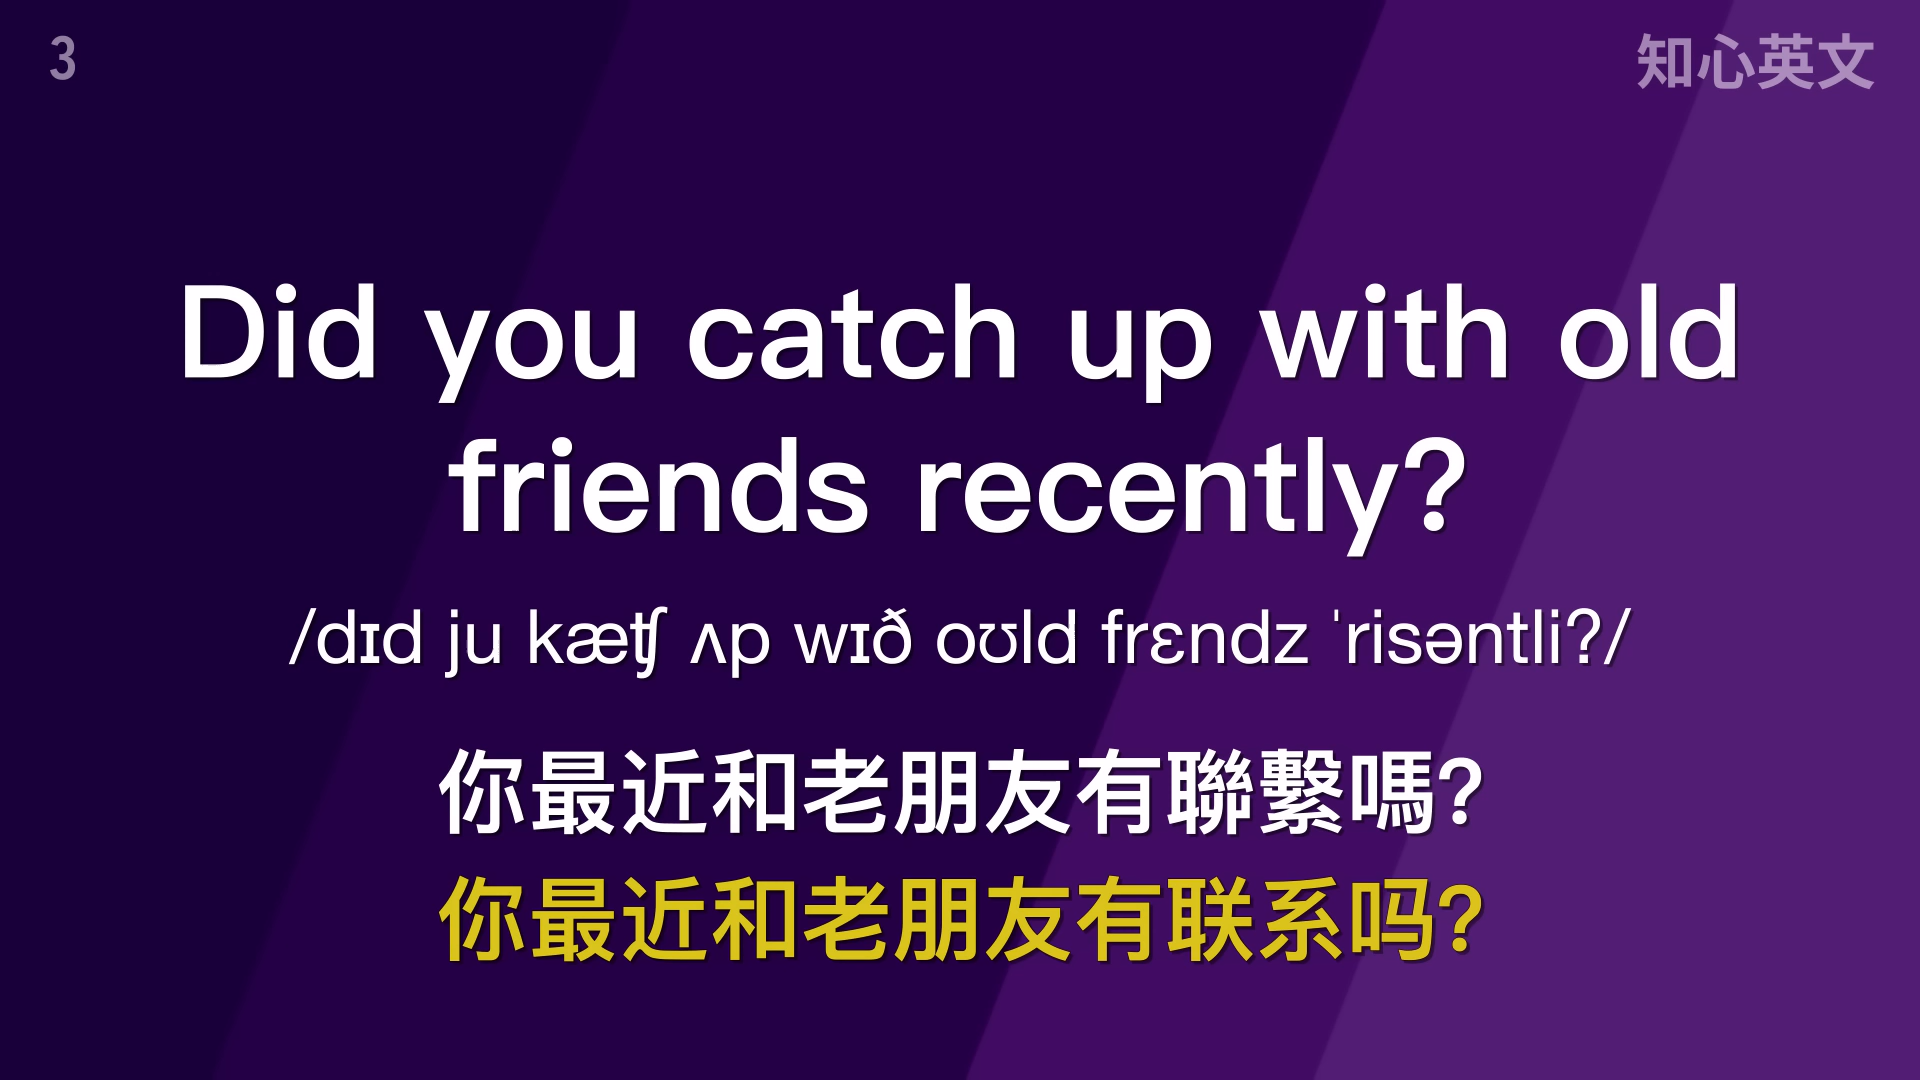 3
知心英文
Did you catch up with old
friends recently?
/dɪd ju kæʧ ʌp wɪð oʊld frɛndz ˈrisəntli?/
你最近和老朋友有聯繫嗎?
你最近和老朋友有联系吗?